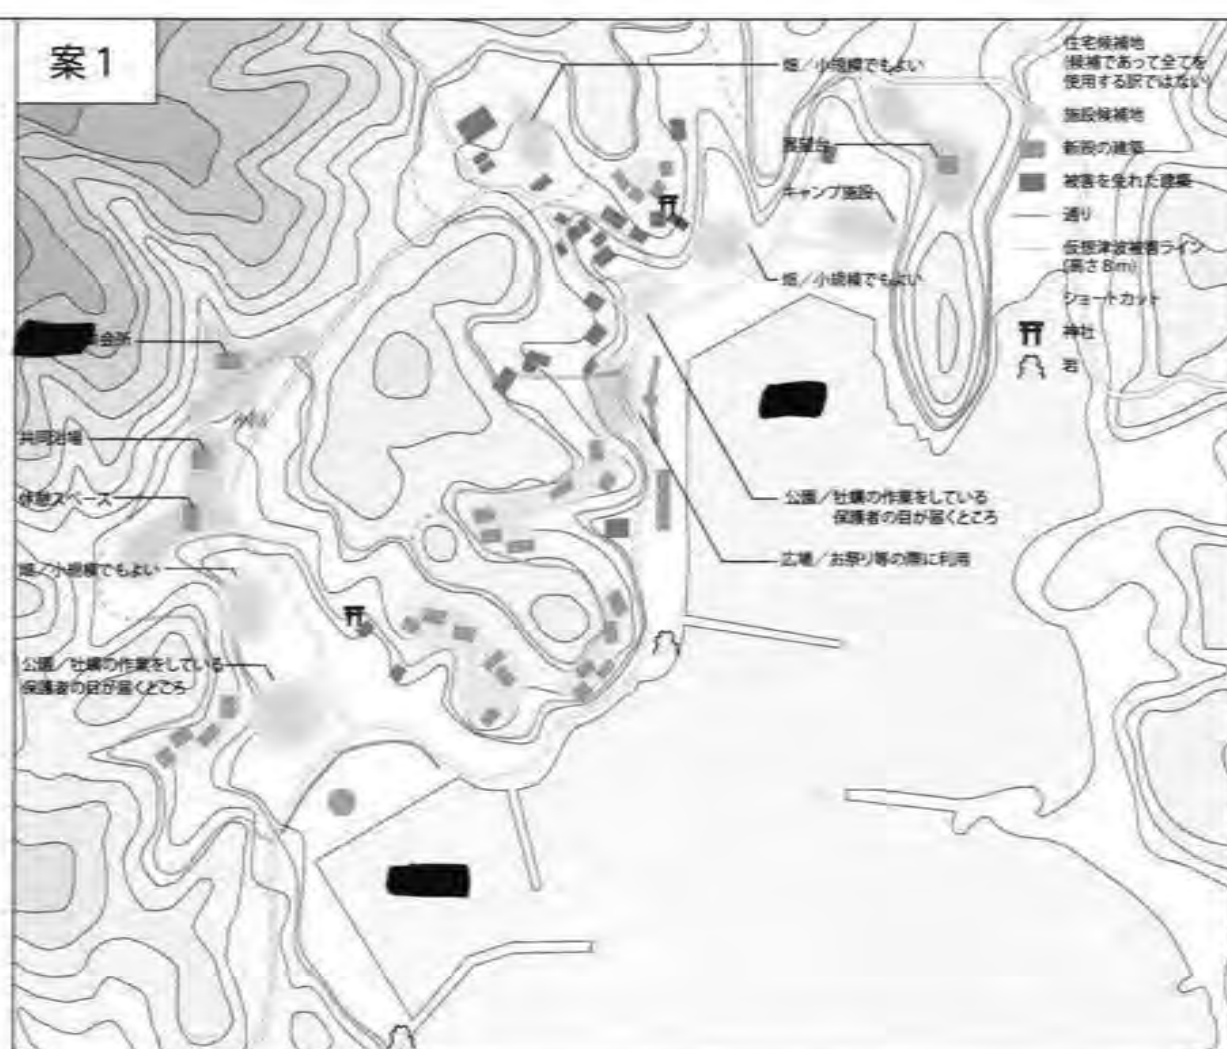 案1
畑／小規模でもよい
展望台
キャンプ施設
畑／小規模でもよい
住宅候補地
(候補であって全てを
使用する訳ではない)
施設候補地
新設の建築
被害を免れた建築
通り
仮想津波被害ライン
(高さ8m)
ショートカット
神社
岩
会所
共同浴場
休憩スペース
畑／小規模でもよい
公園／牡蠣の作業をしている
保護者の目が届くところ
公園／牡蠣の作業をしている
保護者の目が届くところ
広場／お祭り等の際に利用